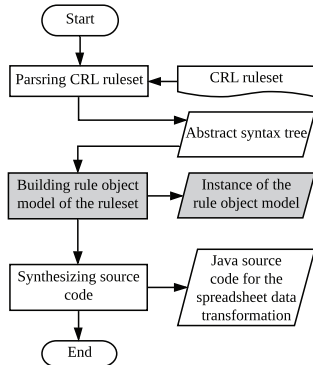 Start
Parsring CRL ruleset
CRL ruleset
Abstract syntax tree
Building rule object
model of the ruleset
Instance of the
rule object model
Synthesizing source
code
Java source
code for the
spreadsheet data
transformation
End